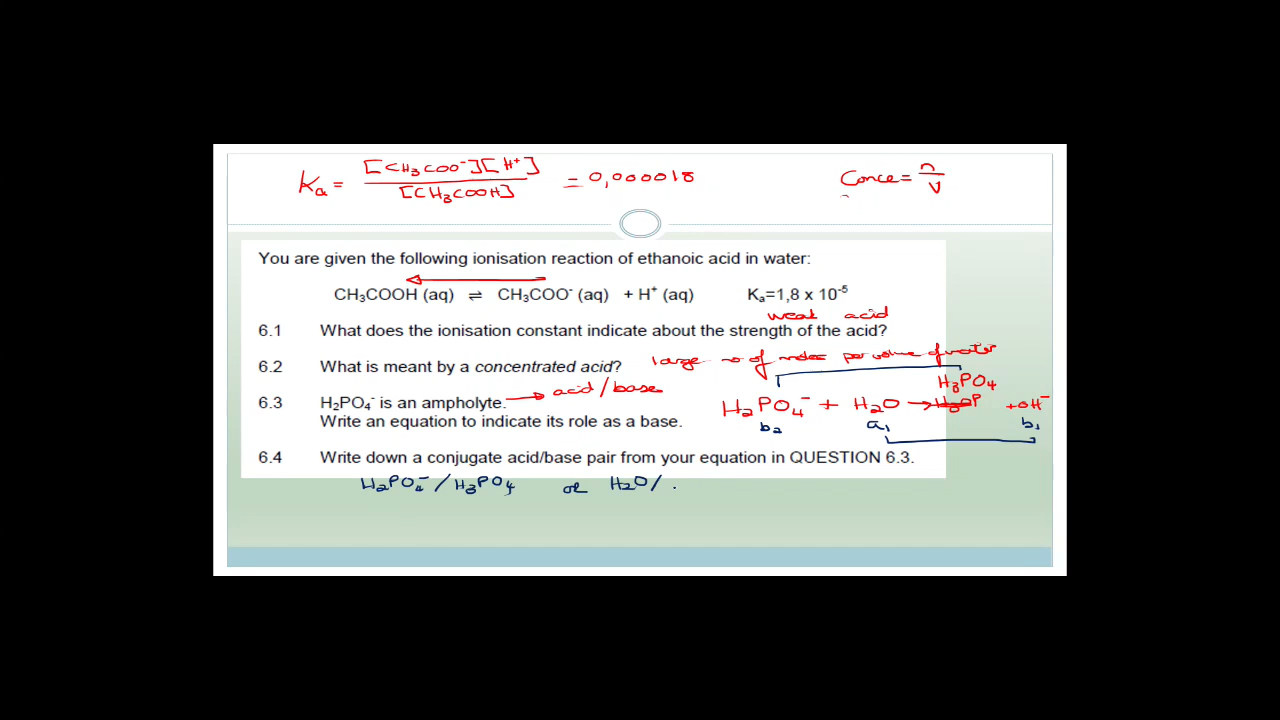 Ka = [CH₃COO⁻][H⁺] / [CH₃COOH] = 0,000018
Conce = n/v
You are given the following ionisation reaction of ethanoic acid in water:
CH₃COOH (aq) ⇌ CH₃COO⁻ (aq) + H⁺ (aq) Kₐ=1,8 x 10⁻⁵
weak acid
6.1 What does the ionisation constant indicate about the strength of the acid?
6.2 What is meant by a concentrated acid? large no of moles per volume of water
6.3 H₂PO₄⁻ is an ampholyte. → acid/base
H₃PO₄
H₂PO₄⁻ + H₂O → + OH⁻
Write an equation to indicate its role as a base.
b₂ a₁ b₁
6.4 Write down a conjugate acid/base pair from your equation in QUESTION 6.3.
H₂PO₄⁻/H₃PO₄ or H₂O/